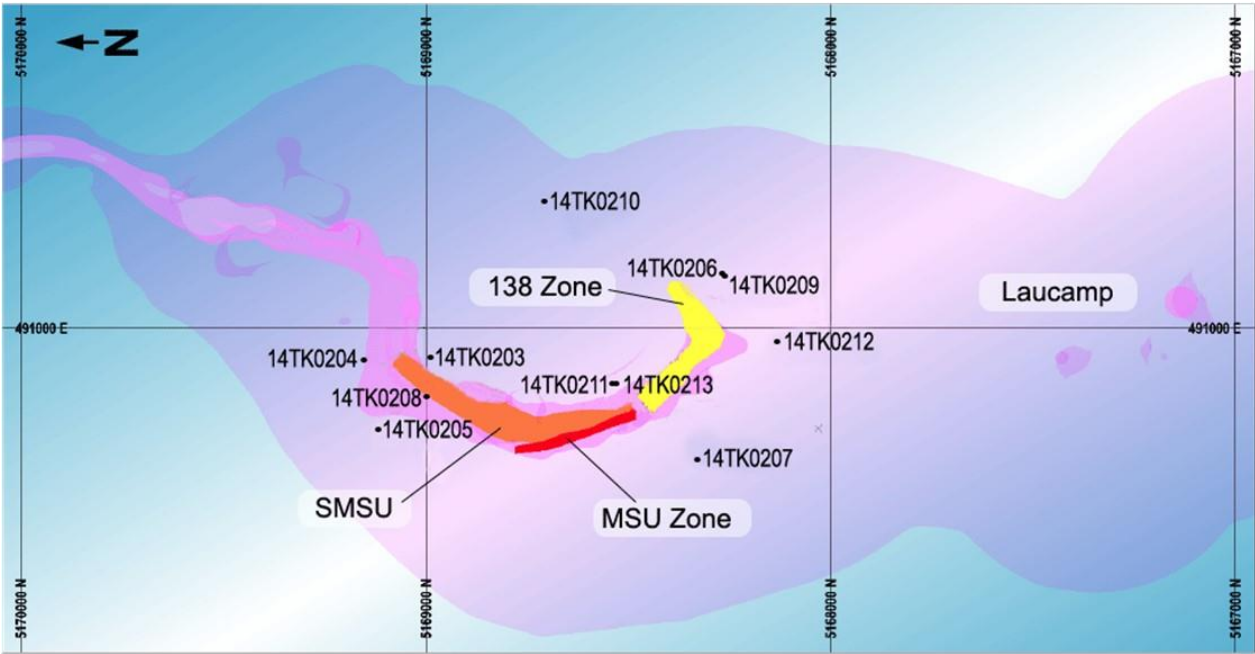 5170000 N
5169000 N
5168000 N
5167000 N
N
14TK0210
14TK0206
138 Zone
14TK0209
Laucamp
491000 E
491000 E
14TK0212
14TK0204
14TK0203
14TK0211
14TK0213
14TK0208
14TK0205
14TK0207
SMSU
MSU Zone
5170000 N
5169000 N
5168000 N
5167000 N